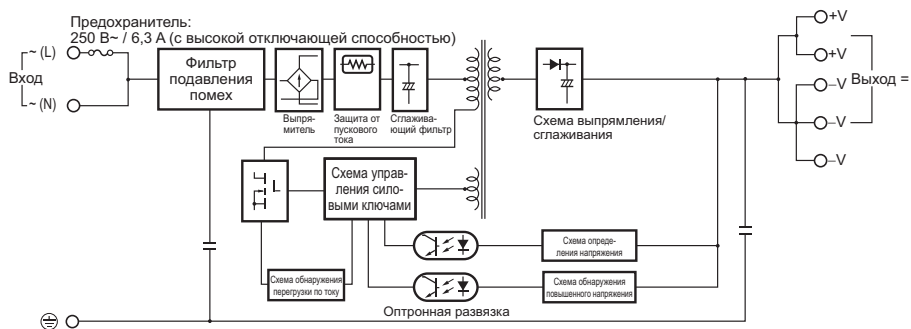 Предохранитель:
250 В~ / 6,3 А (с высокой отключающей способностью)
~ (L)
Вход
~ (N)
Фильтр
подавления
помех
Выпря-
митель
Защита от
пускового
тока
Сглажива-
ющий фильтр
Схема выпрямления/
сглаживания
+V
+V
–V
–V
–V
Выход =
Схема управ-
ления сило-
выми ключами
Схема обнаружения
перегрузки по току
Схема опреде-
ления напряжения
Схема обнаружения
повышенного напряжения
Оптронная развязка